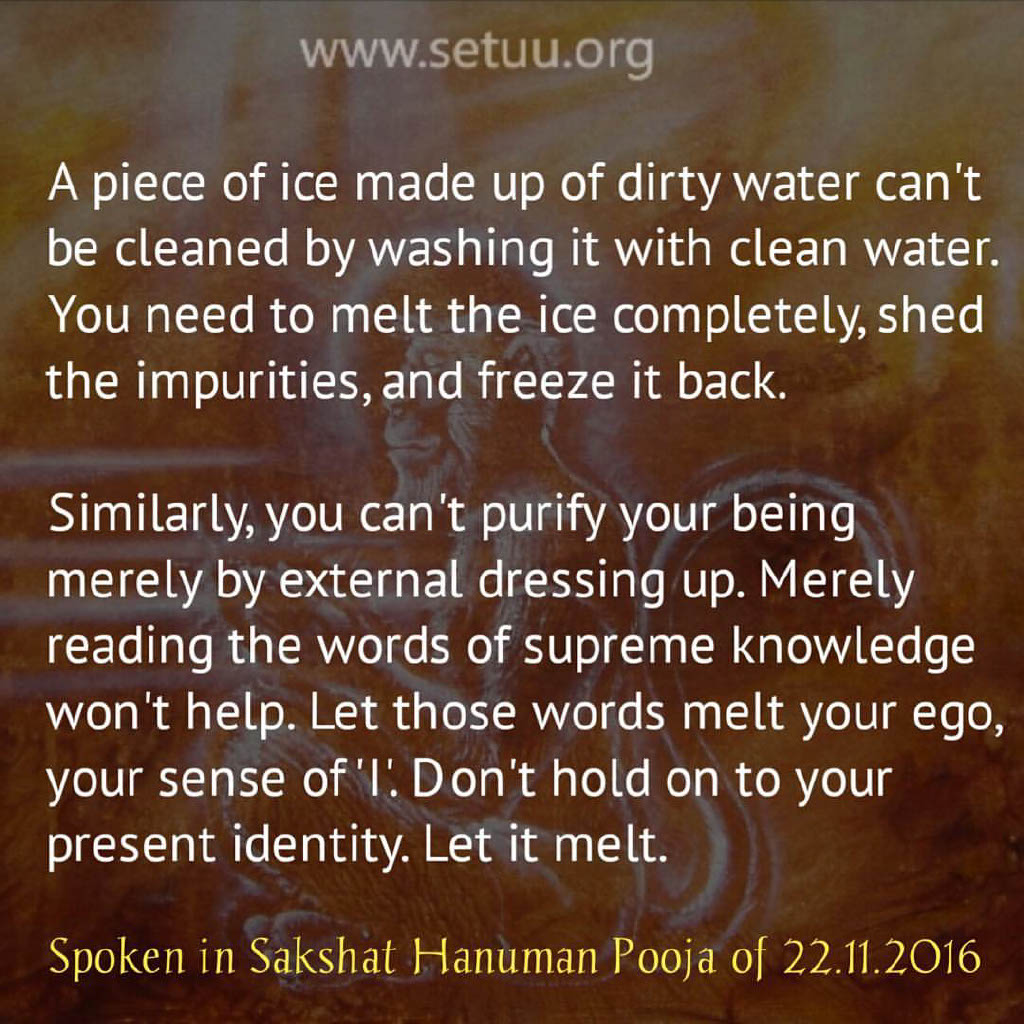 www.setuu.org
A piece of ice made up of dirty water can't
be cleaned by washing it with clean water.
You need to melt the ice completely, shed
the impurities, and freeze it back.
Similarly, you can't purify your being
merely by external dressing up. Merely
reading the words of supreme knowledge
won't help. Let those words melt your ego,
your sense of 'I'. Don't hold on to your
present identity. Let it melt.
Spoken in Sakshat Hanuman Pooja of 22.11.2016